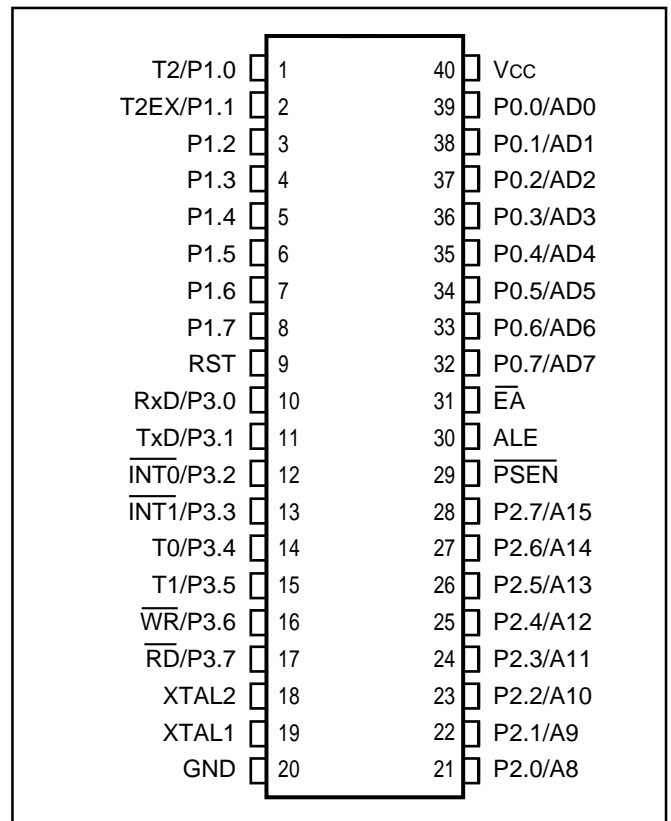 T2/P1.0 1 40 Vcc
T2EX/P1.1 2 39 P0.0/AD0
P1.2 3 38 P0.1/AD1
P1.3 4 37 P0.2/AD2
P1.4 5 36 P0.3/AD3
P1.5 6 35 P0.4/AD4
P1.6 7 34 P0.5/AD5
P1.7 8 33 P0.6/AD6
RST 9 32 P0.7/AD7
RxD/P3.0 10 31 E̅A̅
TxD/P3.1 11 30 ALE
I̅N̅T̅0̅/P3.2 12 29 P̅S̅E̅N̅
I̅N̅T̅1̅/P3.3 13 28 P2.7/A15
T0/P3.4 14 27 P2.6/A14
T1/P3.5 15 26 P2.5/A13
W̅R̅/P3.6 16 25 P2.4/A12
R̅D̅/P3.7 17 24 P2.3/A11
XTAL2 18 23 P2.2/A10
XTAL1 19 22 P2.1/A9
GND 20 21 P2.0/A8